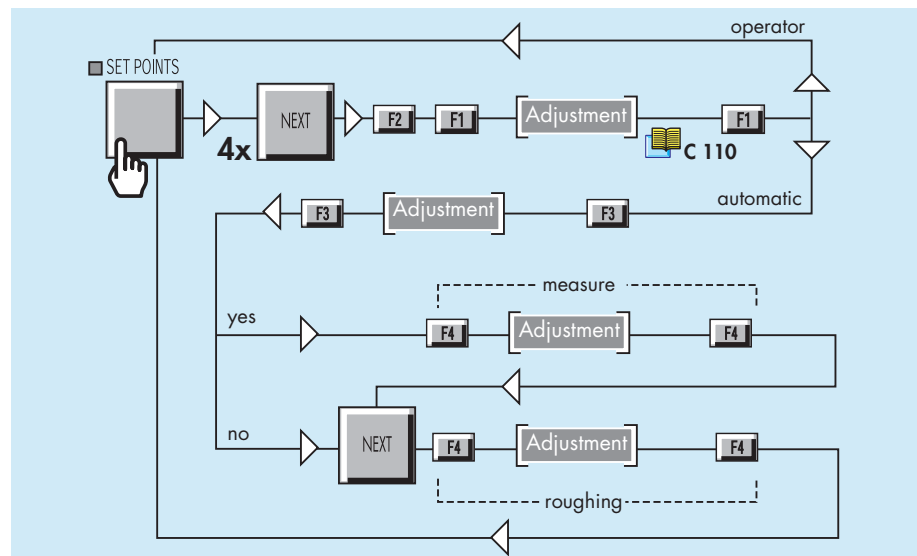 operator
SET POINTS
4x NEXT F2 F1 Adjustment C 110 F1
automatic
F3 Adjustment F3
measure
yes F4 Adjustment F4
no NEXT F4 Adjustment F4
roughing